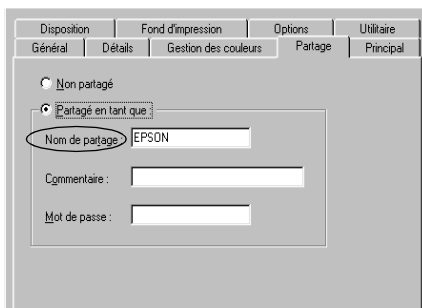 Disposition Fond d'impression Options Utilitaire
Général Détails Gestion des couleurs Partage Principal
Non partagé
Partagé en tant que :
Nom de partage : EPSON
Commentaire :
Mot de passe :